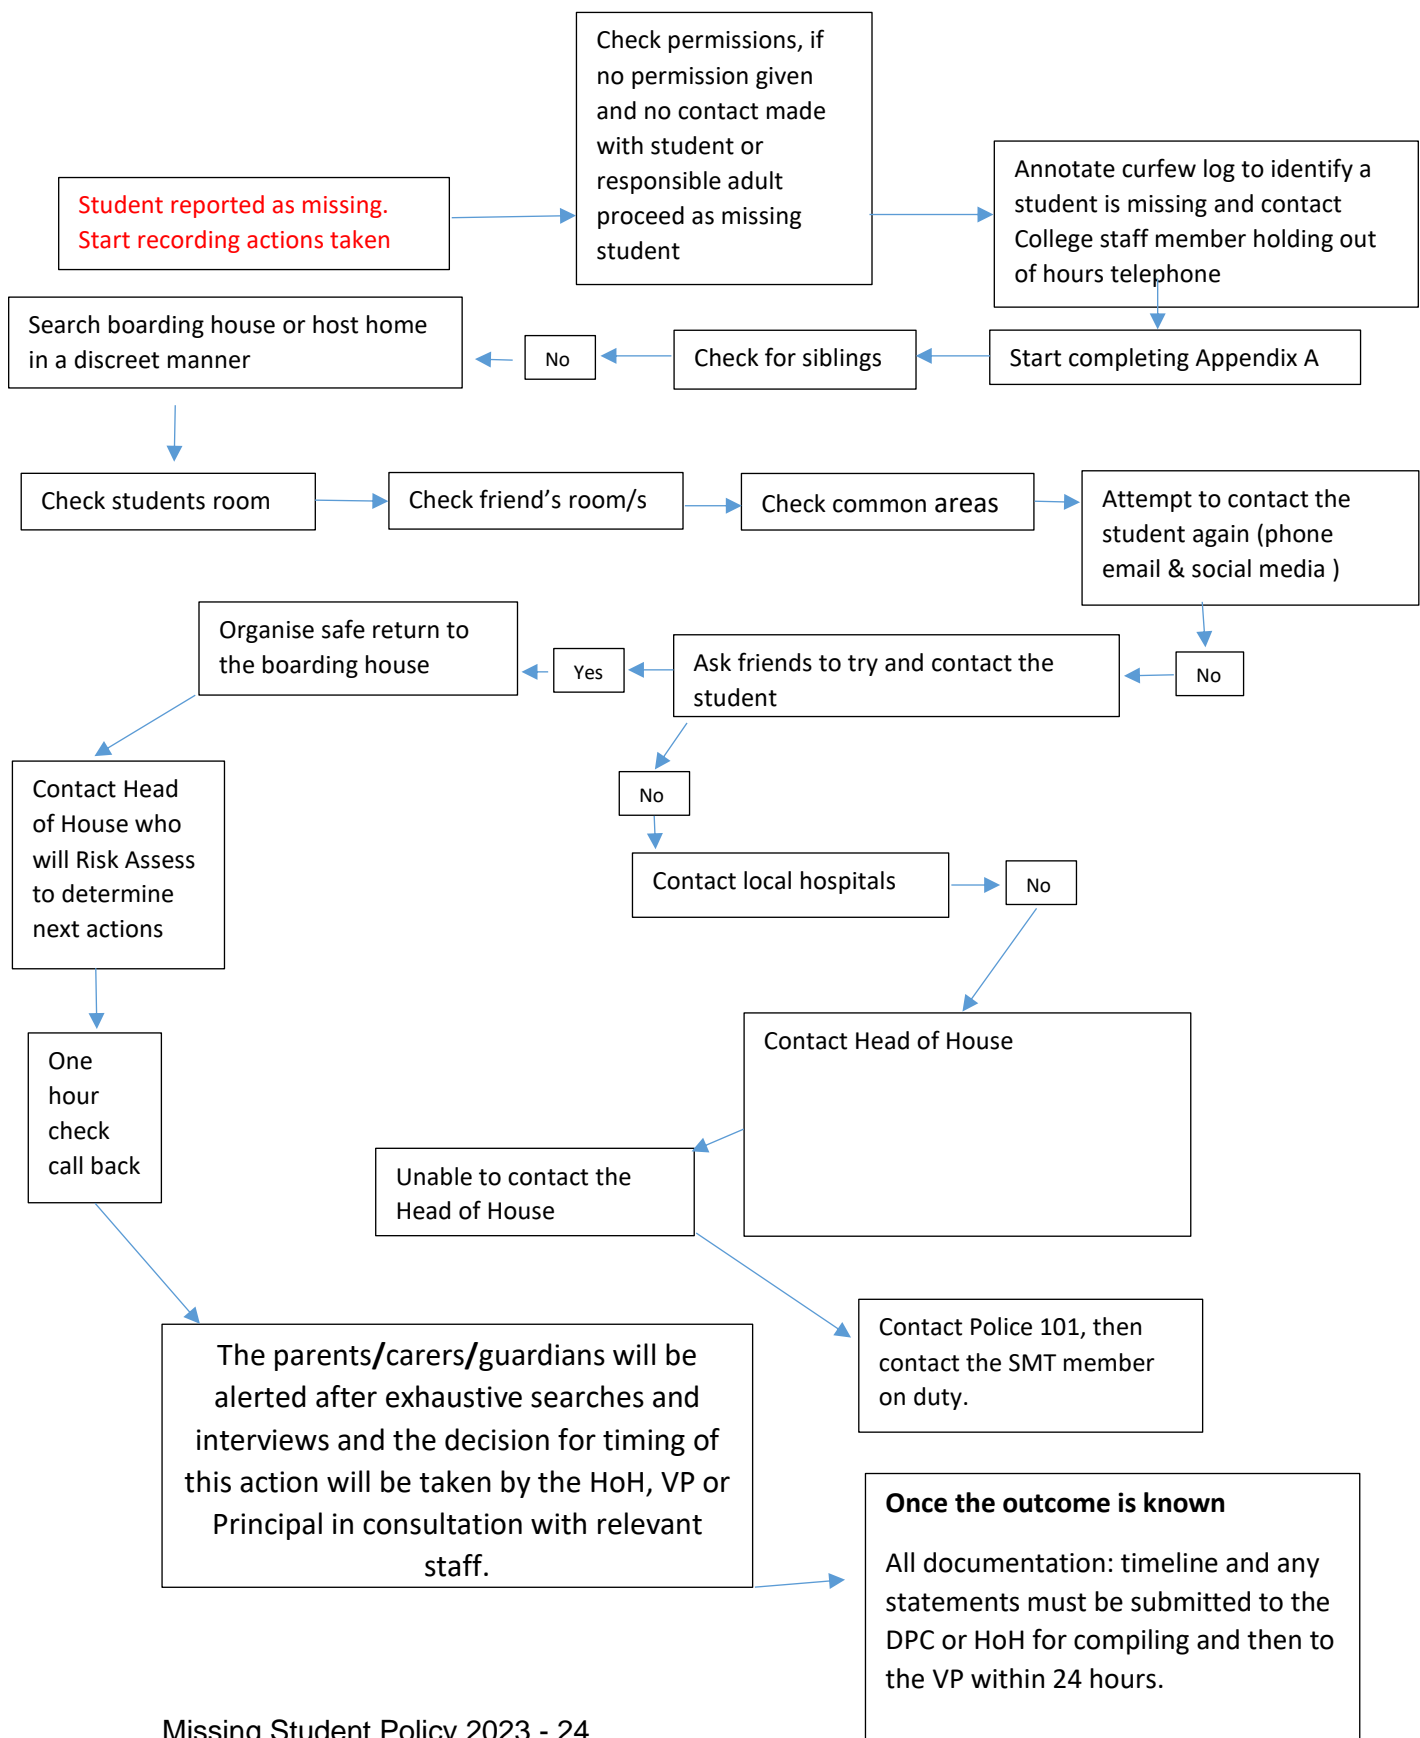 Student reported as missing.
Start recording actions taken
Check permissions, if
no permission given
and no contact made
with student or
responsible adult
proceed as missing
student
Annotate curfew log to identify a
student is missing and contact
College staff member holding out
of hours telephone
Start completing Appendix A
Check for siblings
No
Search boarding house or host home
in a discreet manner
Check students room
Check friend's room/s
Check common areas
Attempt to contact the
student again (phone
email & social media )
No
Ask friends to try and contact the
student
Yes
Organise safe return to
the boarding house
Contact Head
of House who
will Risk Assess
to determine
next actions
One
hour
check
call back
No
Contact local hospitals
No
Contact Head of House
Unable to contact the
Head of House
Contact Police 101, then
contact the SMT member
on duty.
The parents/carers/guardians will be
alerted after exhaustive searches and
interviews and the decision for timing of
this action will be taken by the HoH, VP or
Principal in consultation with relevant
staff.
Once the outcome is known
All documentation: timeline and any
statements must be submitted to the
DPC or HoH for compiling and then to
the VP within 24 hours.
Missing Student Policy 2023 - 24